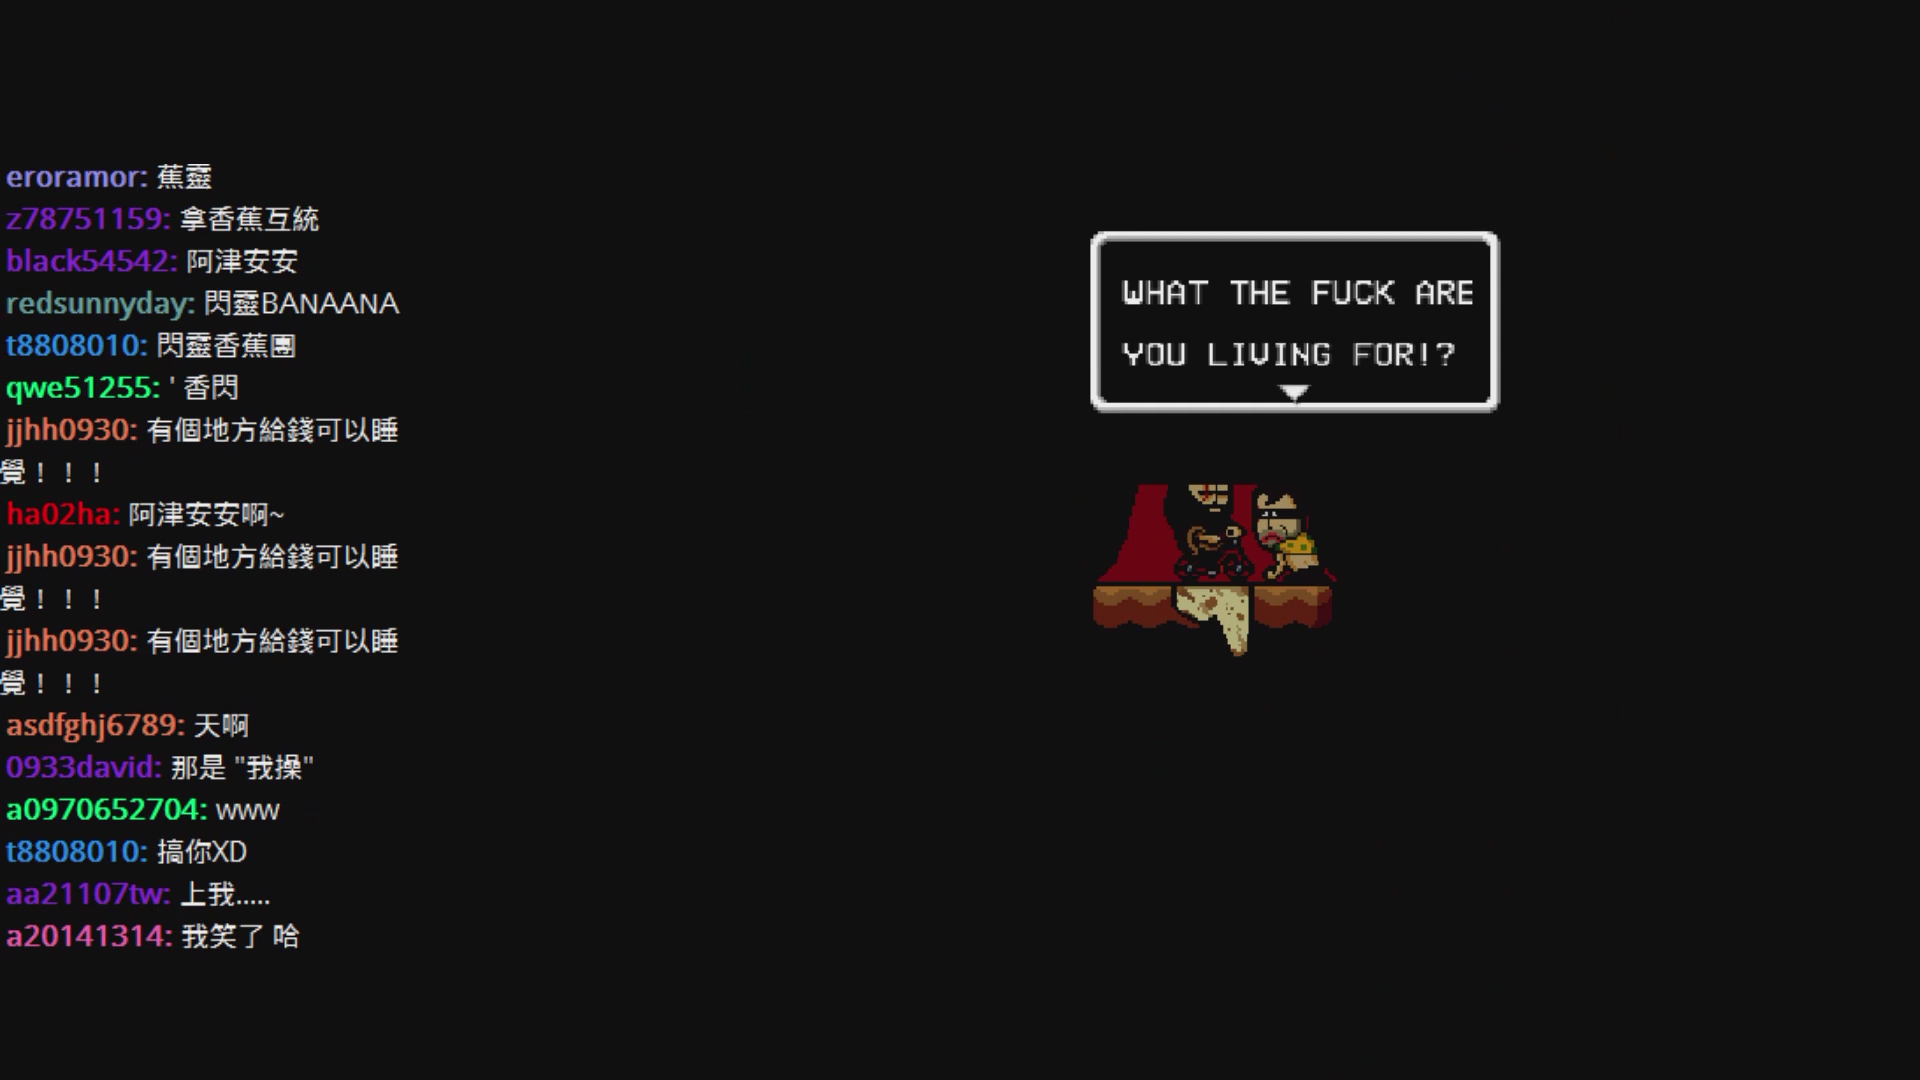 eroramor: 蕉靈
z78751159: 拿香蕉互統
black54542: 阿津安安
redsunnyday: 閃靈BANAANA
t8808010: 閃靈香蕉團
qwe51255: ' 香閃
jjhh0930: 有個地方給錢可以睡
覺！！！
ha02ha: 阿津安安啊~
jjhh0930: 有個地方給錢可以睡
覺！！！
jjhh0930: 有個地方給錢可以睡
覺！！！
asdfghj6789: 天啊
0933david: 那是 "我操"
a0970652704: www
t8808010: 搞你XD
aa21107tw: 上我.....
a20141314: 我笑了 哈
WHAT THE FUCK ARE
YOU LIVING FOR!?